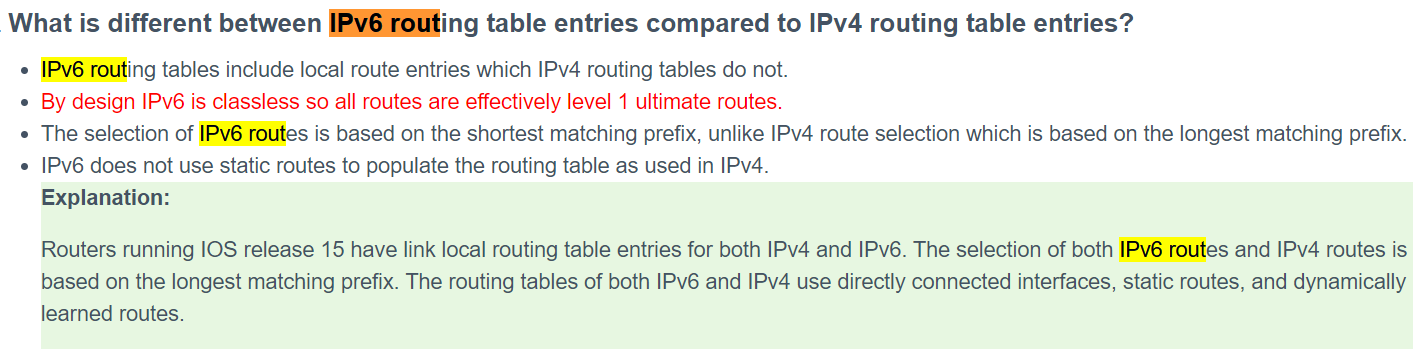 What is different between IPv6 routing table entries compared to IPv4 routing table entries?
• IPv6 routing tables include local route entries which IPv4 routing tables do not.
• By design IPv6 is classless so all routes are effectively level 1 ultimate routes.
• The selection of IPv6 routes is based on the shortest matching prefix, unlike IPv4 route selection which is based on the longest matching prefix.
• IPv6 does not use static routes to populate the routing table as used in IPv4.
Explanation:
Routers running IOS release 15 have link local routing table entries for both IPv4 and IPv6. The selection of both IPv6 routes and IPv4 routes is
based on the longest matching prefix. The routing tables of both IPv6 and IPv4 use directly connected interfaces, static routes, and dynamically
learned routes.